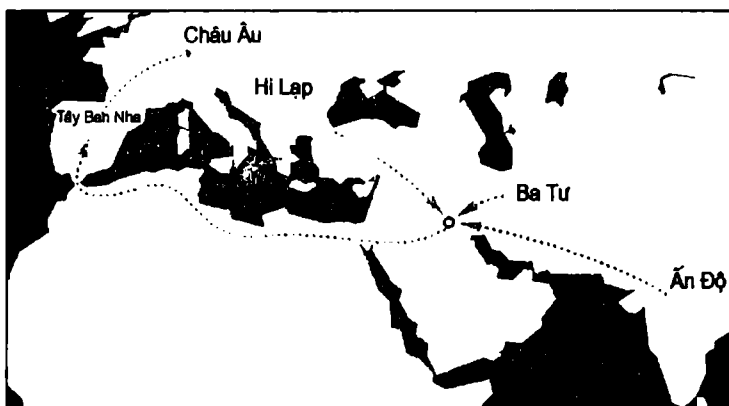 Châu Âu
Hi Lạp
Tây Ban Nha
Ba Tư
Ấn Độ